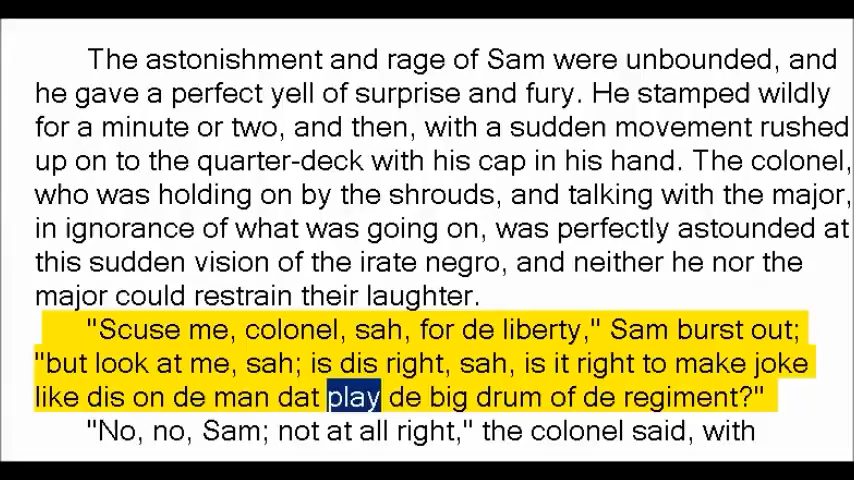 The astonishment and rage of Sam were unbounded, and
he gave a perfect yell of surprise and fury. He stamped wildly
for a minute or two, and then, with a sudden movement rushed
up on to the quarter-deck with his cap in his hand. The colonel,
who was holding on by the shrouds, and talking with the major,
in ignorance of what was going on, was perfectly astounded at
this sudden vision of the irate negro, and neither he nor the
major could restrain their laughter.
"Scuse me, colonel, sah, for de liberty," Sam burst out;
"but look at me, sah; is dis right, sah, is it right to make joke
like dis on de man dat play de big drum of de regiment?"
"No, no, Sam; not at all right," the colonel said, with